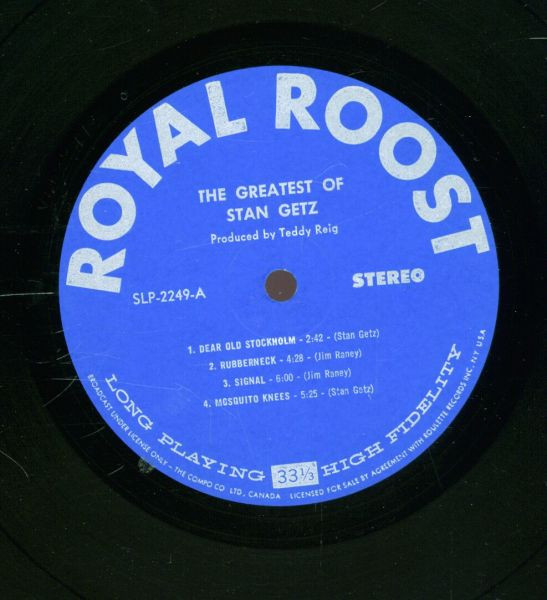 ROYAL ROOST
THE GREATEST OF
STAN GETZ
Produced by Teddy Reig
SLP-2249-A
STEREO
1. DEAR OLD STOCKHOLM - 2:42 - (Stan Getz)
2. RUBBERNECK - 4:28 - (Jim Raney)
3. SIGNAL - 6:00 - (Jim Raney)
4. MOSQUITO KNEES - 5:25 - (Stan Getz)
LONG PLAYING 33⅓ HIGH FIDELITY
BROADCAST UNDER LICENSE ONLY - THE COMPO CO LTD, CANADA LICENSED FOR SALE BY AGREEMENT WITH ROULETTE RECORDS INC, N.Y U.S.A